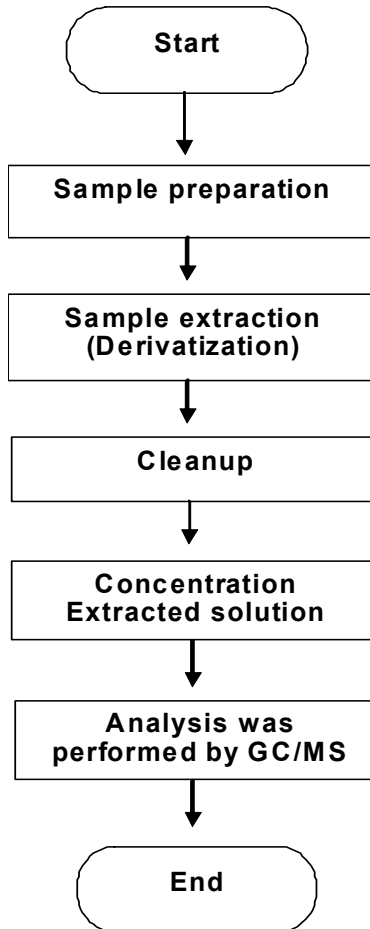 Start
Sample preparation
Sample extraction
(Derivatization)
Cleanup
Concentration
Extracted solution
Analysis was
performed by GC/MS
End